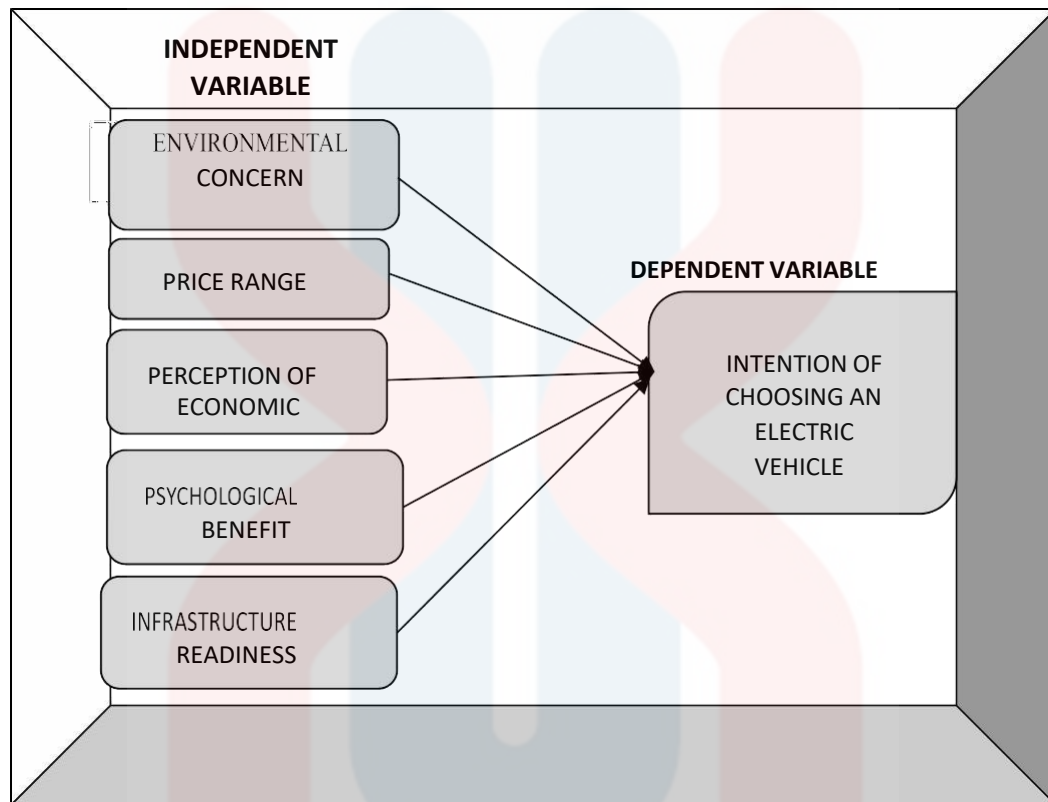 INDEPENDENT
VARIABLE
ENVIRONMENTAL
CONCERN
PRICE RANGE
PERCEPTION OF
ECONOMIC
PSYCHOLOGICAL
BENEFIT
INFRASTRUCTURE
READINESS
DEPENDENT VARIABLE
INTENTION OF
CHOOSING AN
ELECTRIC
VEHICLE